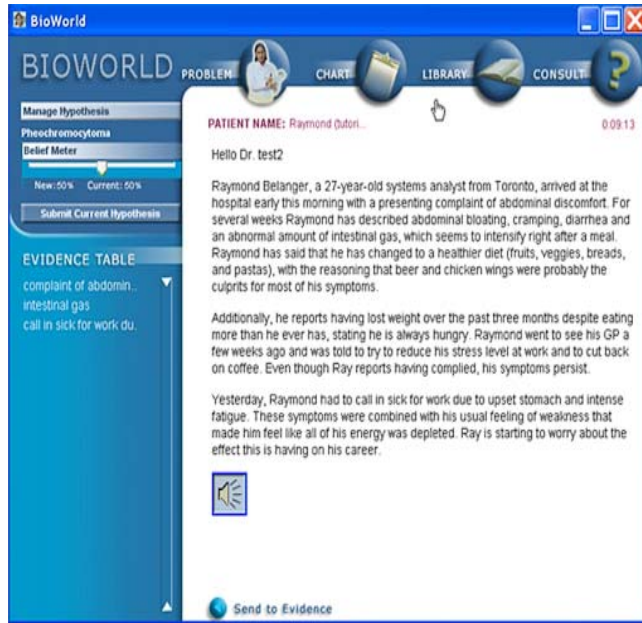 BioWorld
BIOWORLD
PROBLEM
CHART
LIBRARY
CONSULT
Manage Hypothesis
Pheochromocytoma
Belief Meter
New:50% Current: 50%
Submit Current Hypothesis
EVIDENCE TABLE
complaint of abdomin..
intestinal gas
call in sick for work du.
PATIENT NAME: Raymond (tutori...
0:09:13
Hello Dr. test2
Raymond Belanger, a 27-year-old systems analyst from Toronto, arrived at the
hospital early this morning with a presenting complaint of abdominal discomfort. For
several weeks Raymond has described abdominal bloating, cramping, diarrhea and
an abnormal amount of intestinal gas, which seems to intensify right after a meal.
Raymond has said that he has changed to a healthier diet (fruits, veggies, breads,
and pastas), with the reasoning that beer and chicken wings were probably the
culprits for most of his symptoms.
Additionally, he reports having lost weight over the past three months despite eating
more than he ever has, stating he is always hungry. Raymond went to see his GP a
few weeks ago and was told to try to reduce his stress level at work and to cut back
on coffee. Even though Ray reports having complied, his symptoms persist.
Yesterday, Raymond had to call in sick for work due to upset stomach and intense
fatigue. These symptoms were combined with his usual feeling of weakness that
made him feel like all of his energy was depleted. Ray is starting to worry about the
effect this is having on his career.
Send to Evidence